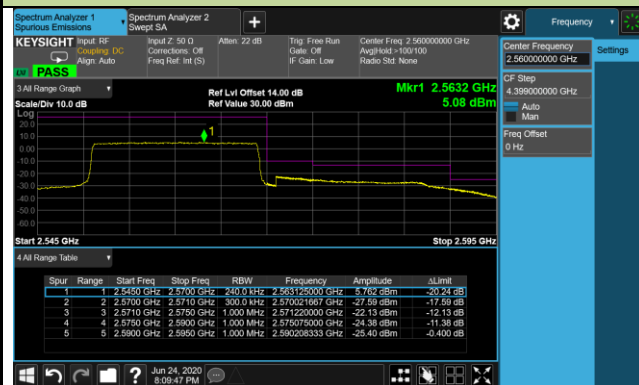 Spectrum Analyzer 1
Spurious Emissions
Spectrum Analyzer 2
Swept SA
Frequency
KEYSIGHT
Input: RF
Coupling: DC
Align: Auto
Input Z: 50 Ω
Corrections: Off
Freq Ref: Int (S)
Atten: 22 dB
Trig: Free Run
Gate: Off
IF Gain: Low
Center Freq: 2.560000000 GHz
Avg|Hold:>100/100
Radio Std: None
PASS
Center Frequency
2.560000000 GHz
Settings
CF Step
4.399000000 GHz
Auto
Man
Freq Offset
0 Hz
3 All Range Graph
Scale/Div 10.0 dB
Ref Lvl Offset 14.00 dB
Ref Value 30.00 dBm
Mkr1 2.5632 GHz
5.08 dBm
Log
20.0
10.0
0.00
-10.0
-20.0
-30.0
-40.0
-50.0
-60.0
1
Start 2.545 GHz
Stop 2.595 GHz
4 All Range Table
Spur Range Start Freq Stop Freq RBW Frequency Amplitude ΔLimit
1 1 2.5450 GHz 2.5700 GHz 240.0 kHz 2.563125000 GHz 5.762 dBm -20.24 dB
2 2 2.5700 GHz 2.5710 GHz 300.0 kHz 2.570021667 GHz -27.59 dBm -17.59 dB
3 3 2.5710 GHz 2.5750 GHz 1.000 MHz 2.571220000 GHz -22.13 dBm -12.13 dB
4 4 2.5750 GHz 2.5900 GHz 1.000 MHz 2.575075000 GHz -24.38 dBm -11.38 dB
5 5 2.5900 GHz 2.5950 GHz 1.000 MHz 2.590208333 GHz -25.40 dBm -0.400 dB
Jun 24, 2020
8:09:47 PM